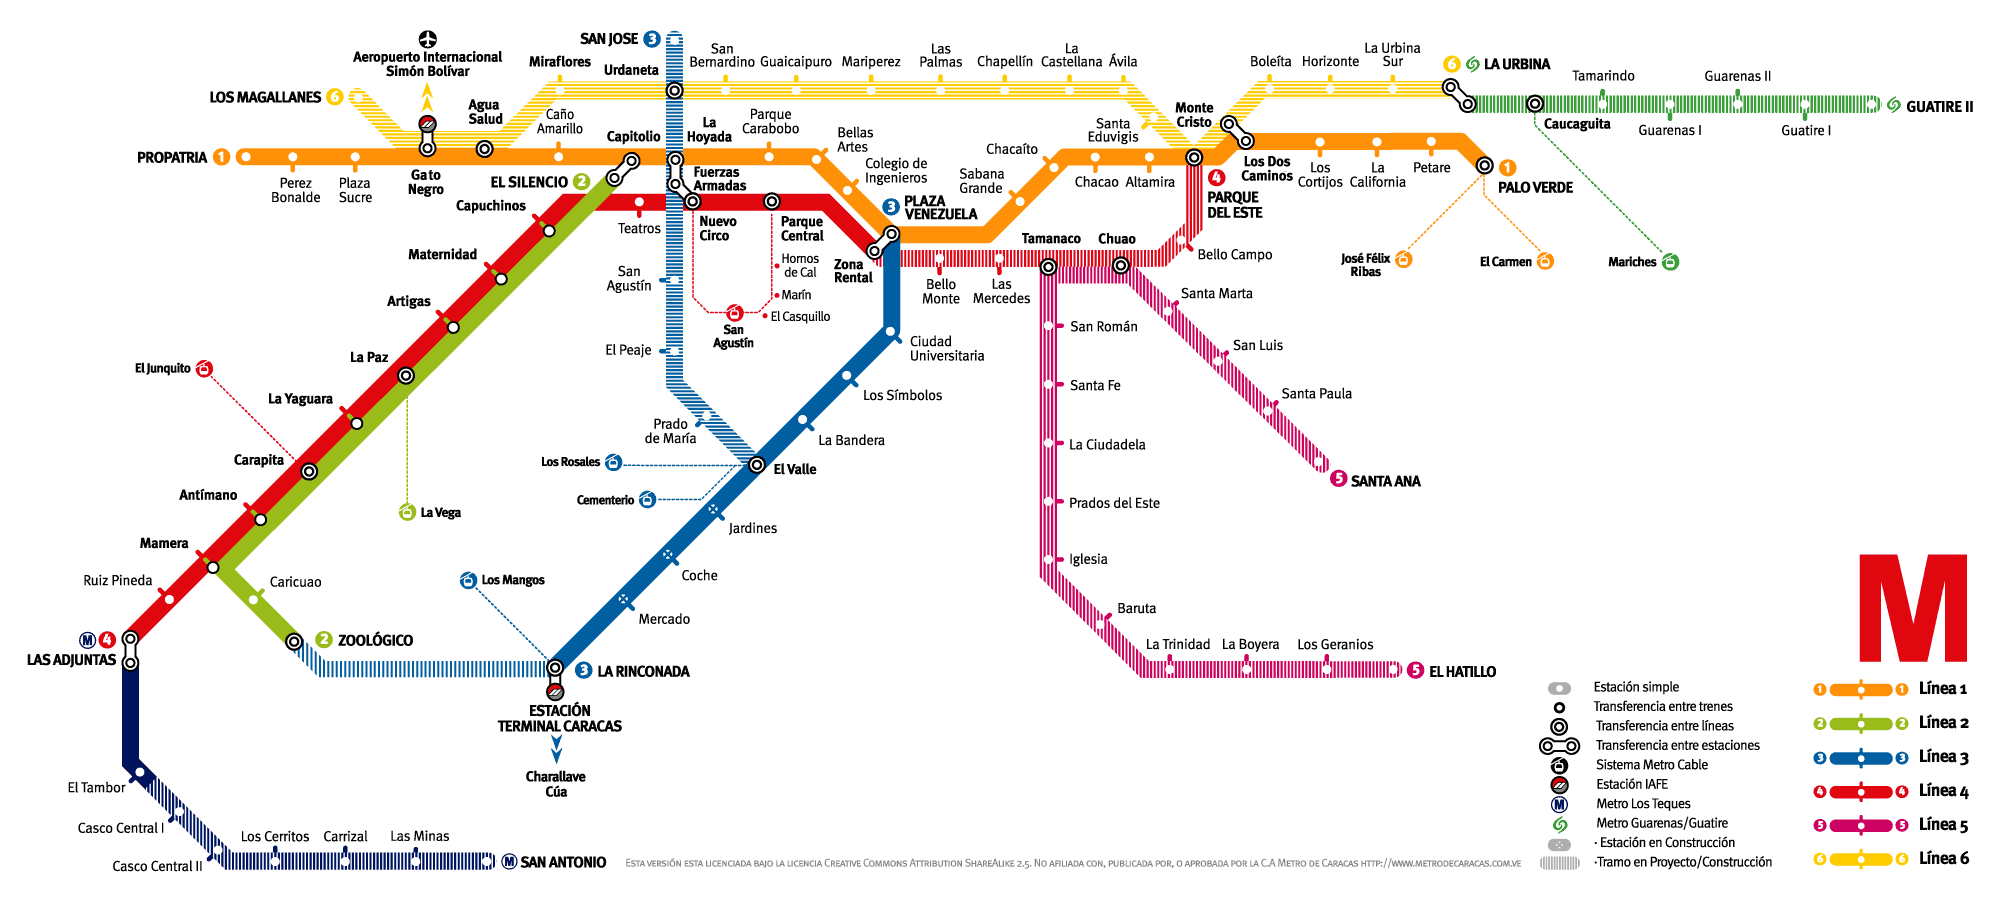 SAN JOSE 3
Aeropuerto Internacional
Simón Bolívar
Miraflores
Urdaneta
San
Bernardino
Guaicaipuro
Mariperez
Las
Palmas
Chapellín
La
Castellana
Ávila
Boleíta
Horizonte
La Urbina
Sur
6 LA URBINA
Tamarindo
Guarenas II
GUATIRE II
LOS MAGALLANES 6
Agua
Salud
Caño
Amarillo
Capitolio
La
Hoyada
Parque
Carabobo
Bellas
Artes
Monte
Cristo
Santa
Eduvigis
Caucaguita
Guarenas I
Guatire I
PROPATRIA 1
Perez
Bonalde
Plaza
Sucre
Gato
Negro
EL SILENCIO 2
Fuerzas
Armadas
Colegio de
Ingenieros
Chacaíto
Sabana
Grande
Chacao
Altamira
Los Dos
Caminos
Los
Cortijos
La
California
Petare
1
PALO VERDE
4
PARQUE
DEL ESTE
Capuchinos
Teatros
Nuevo
Circo
Parque
Central
3 PLAZA
VENEZUELA
Zona
Rental
Tamanaco
Chuao
Bello Campo
Maternidad
Hornos
de Cal
Marín
El Casquillo
San
Agustín
San
Agustín
Bello
Monte
Las
Mercedes
José Félix
Ribas
El Carmen
Mariches
Artigas
Santa Marta
San Román
San Luis
Ciudad
Universitaria
El Peaje
La Paz
El Junquito
Santa Fe
Santa Paula
Los Símbolos
La Yaguara
Prado
de María
La Bandera
La Ciudadela
Carapita
Los Rosales
El Valle
5 SANTA ANA
Antímano
Cementerio
La Vega
Prados del Este
Jardines
Mamera
Iglesia
Ruiz Pineda
Caricuao
Los Mangos
Coche
Baruta
Mercado
M 4
LAS ADJUNTAS
2 ZOOLÓGICO
La Trinidad
La Boyera
Los Geranios
3 LA RINCONADA
5 EL HATILLO
ESTACIÓN
TERMINAL CARACAS
Charallave
Cúa
El Tambor
Casco Central I
Casco Central II
Los Cerritos
Carrizal
Las Minas
M SAN ANTONIO
Esta versión esta licenciada bajo la licencia Creative Commons Attribution ShareAlike 2.5. No afiliada con, publicada por, o aprobada por la C.A Metro de Caracas http://www.metrodecaracas.com.ve
M
Estación simple
Transferencia entre trenes
Transferencia entre líneas
Transferencia entre estaciones
Sistema Metro Cable
Estación IAFE
M Metro Los Teques
Metro Guarenas/Guatire
· Estación en Construcción
·Tramo en Proyecto/Construcción
1 1 Línea 1
2 2 Línea 2
3 3 Línea 3
4 4 Línea 4
5 5 Línea 5
6 6 Línea 6